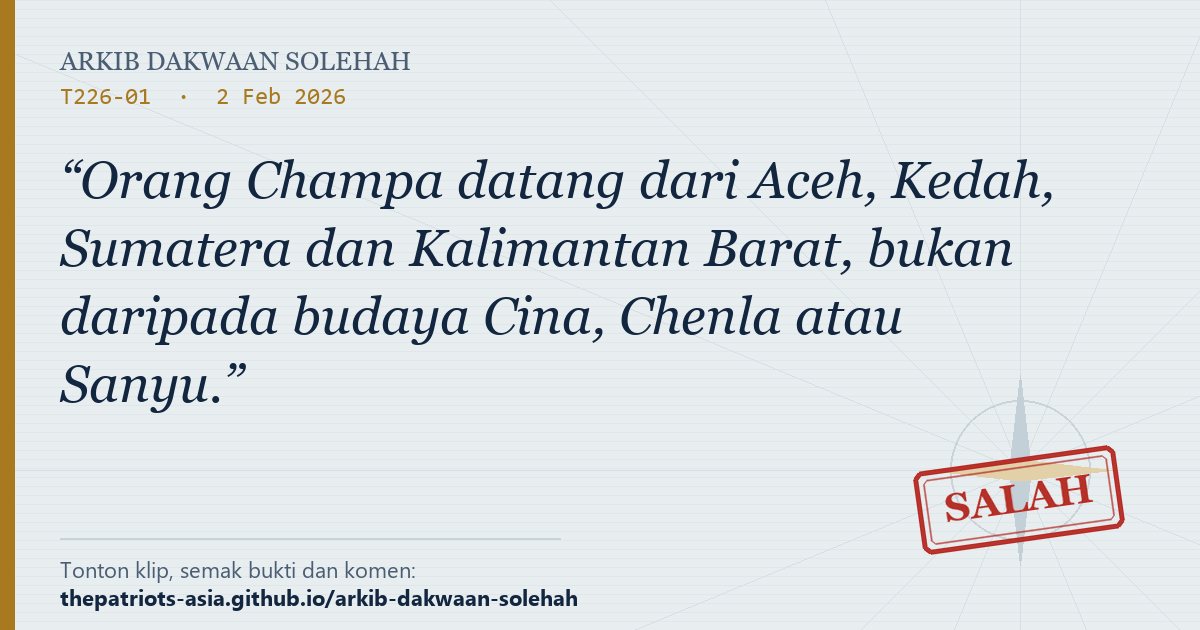 ARKIB DAKWAAN SOLEHAH
T226-01 · 2 Feb 2026
“Orang Champa datang dari Aceh, Kedah,
Sumatera dan Kalimantan Barat, bukan
daripada budaya Cina, Chenla atau
Sanyu.”
SALAH
Tonton klip, semak bukti dan komen:
thepatriots-asia.github.io/arkib-dakwaan-solehah